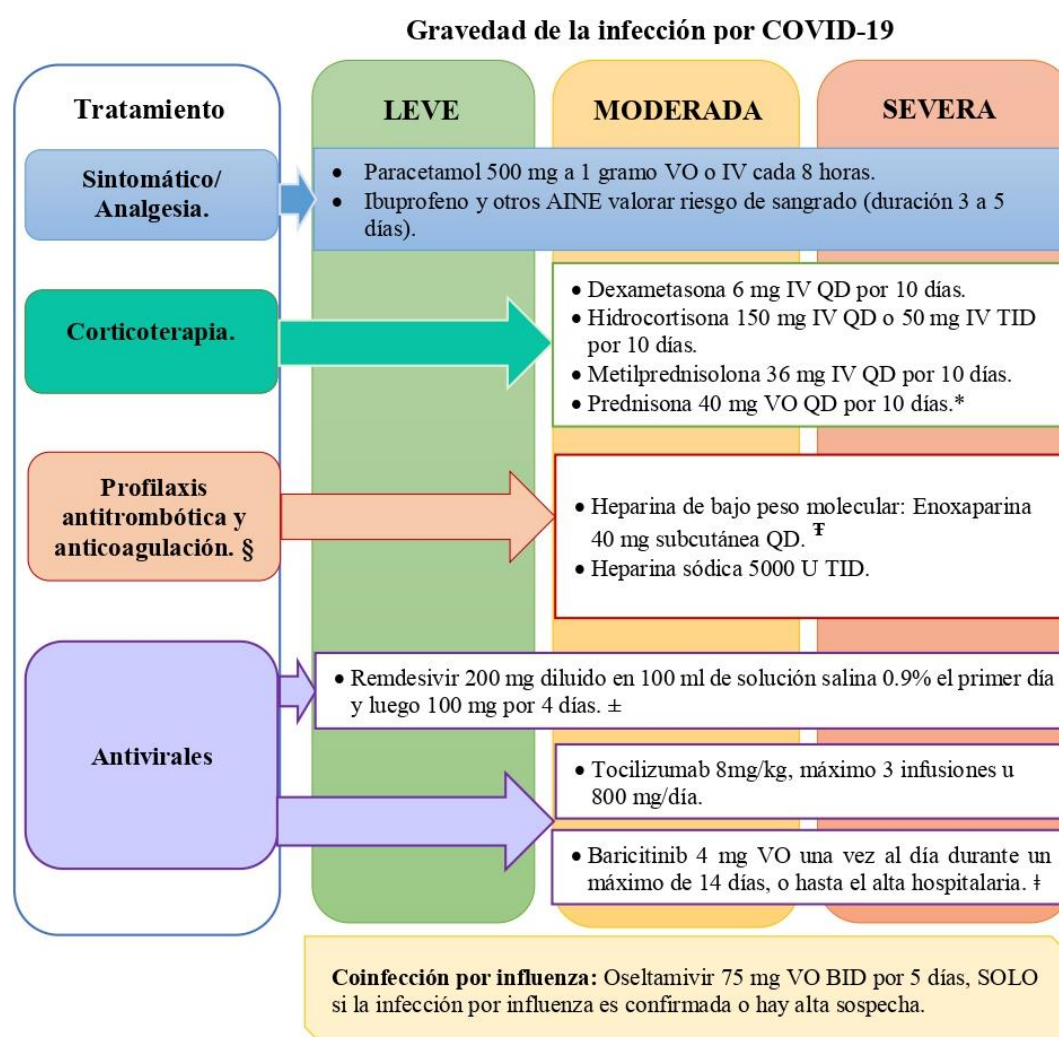 Gravedad de la infección por COVID-19
Tratamiento
LEVE
MODERADA
SEVERA
Sintomático/
Analgesia.
• Paracetamol 500 mg a 1 gramo VO o IV cada 8 horas.
• Ibuprofeno y otros AINE valorar riesgo de sangrado (duración 3 a 5
días).
Corticoterapia.
• Dexametasona 6 mg IV QD por 10 días.
• Hidrocortisona 150 mg IV QD o 50 mg IV TID
por 10 días.
• Metilprednisolona 36 mg IV QD por 10 días.
• Prednisona 40 mg VO QD por 10 días.*
Profilaxis
antitrombótica y
anticoagulación. §
• Heparina de bajo peso molecular: Enoxaparina
40 mg subcutánea QD. Ŧ
• Heparina sódica 5000 U TID.
Antivirales
• Remdesivir 200 mg diluido en 100 ml de solución salina 0.9% el primer día
y luego 100 mg por 4 días. ±
• Tocilizumab 8mg/kg, máximo 3 infusiones u
800 mg/día.
• Baricitinib 4 mg VO una vez al día durante un
máximo de 14 días, o hasta el alta hospitalaria. ǂ
Coinfección por influenza: Oseltamivir 75 mg VO BID por 5 días, SOLO
si la infección por influenza es confirmada o hay alta sospecha.